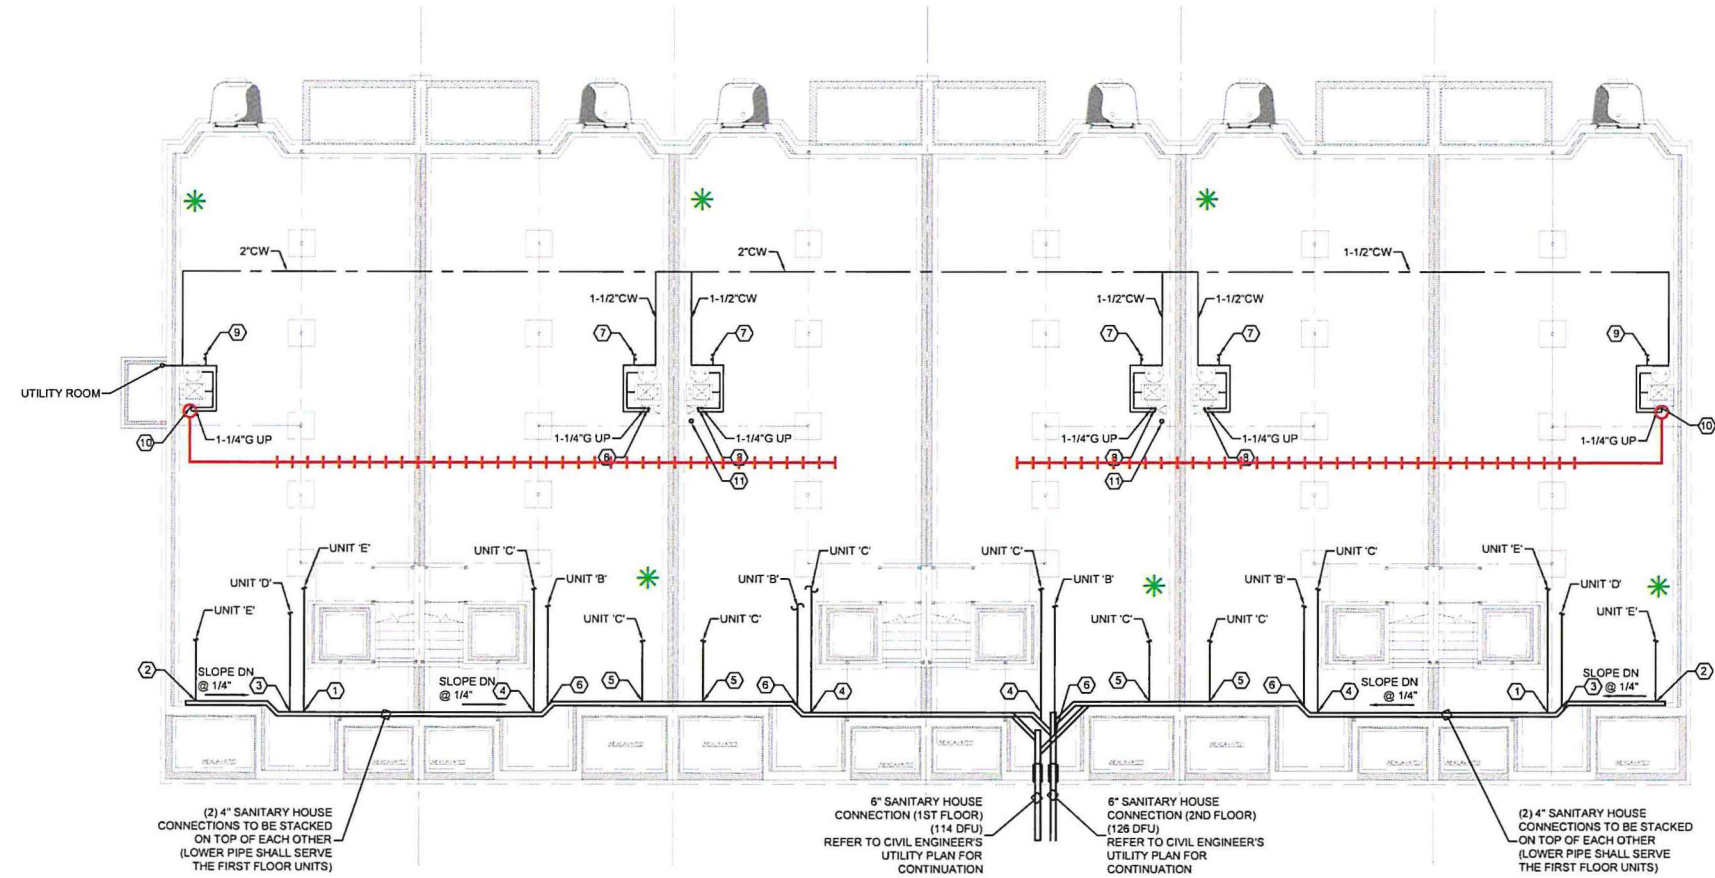 2"CW
2"CW
1-1/2"CW
1-1/2"CW
1-1/2"CW
1-1/2"CW
1-1/2"CW
9
7
7
7
7
9
UTILITY ROOM
10
1-1/4"G UP
1-1/4"G UP
1-1/4"G UP
1-1/4"G UP
1-1/4"G UP
1-1/4"G UP
10
11
11
UNIT 'E'
UNIT 'C'
UNIT 'C'
UNIT 'C'
UNIT 'C'
UNIT 'E'
UNIT 'D'
UNIT 'B'
UNIT 'B'
UNIT 'B'
UNIT 'B'
UNIT 'D'
UNIT 'E'
UNIT 'C'
UNIT 'C'
UNIT 'C'
UNIT 'C'
UNIT 'E'
2
SLOPE DN
@ 1/4"
3
1
SLOPE DN
@ 1/4"
4
6
5
5
6
4
4
6
5
5
6
4
SLOPE DN
@ 1/4"
1
3
SLOPE DN
@ 1/4"
2
(2) 4" SANITARY HOUSE
CONNECTIONS TO BE STACKED
ON TOP OF EACH OTHER
(LOWER PIPE SHALL SERVE
THE FIRST FLOOR UNITS)
6" SANITARY HOUSE
CONNECTION (1ST FLOOR)
(114 DFU)
REFER TO CIVIL ENGINEER'S
UTILITY PLAN FOR
CONTINUATION
6" SANITARY HOUSE
CONNECTION (2ND FLOOR)
(126 DFU)
REFER TO CIVIL ENGINEER'S
UTILITY PLAN FOR
CONTINUATION
(2) 4" SANITARY HOUSE
CONNECTIONS TO BE STACKED
ON TOP OF EACH OTHER
(LOWER PIPE SHALL SERVE
THE FIRST FLOOR UNITS)